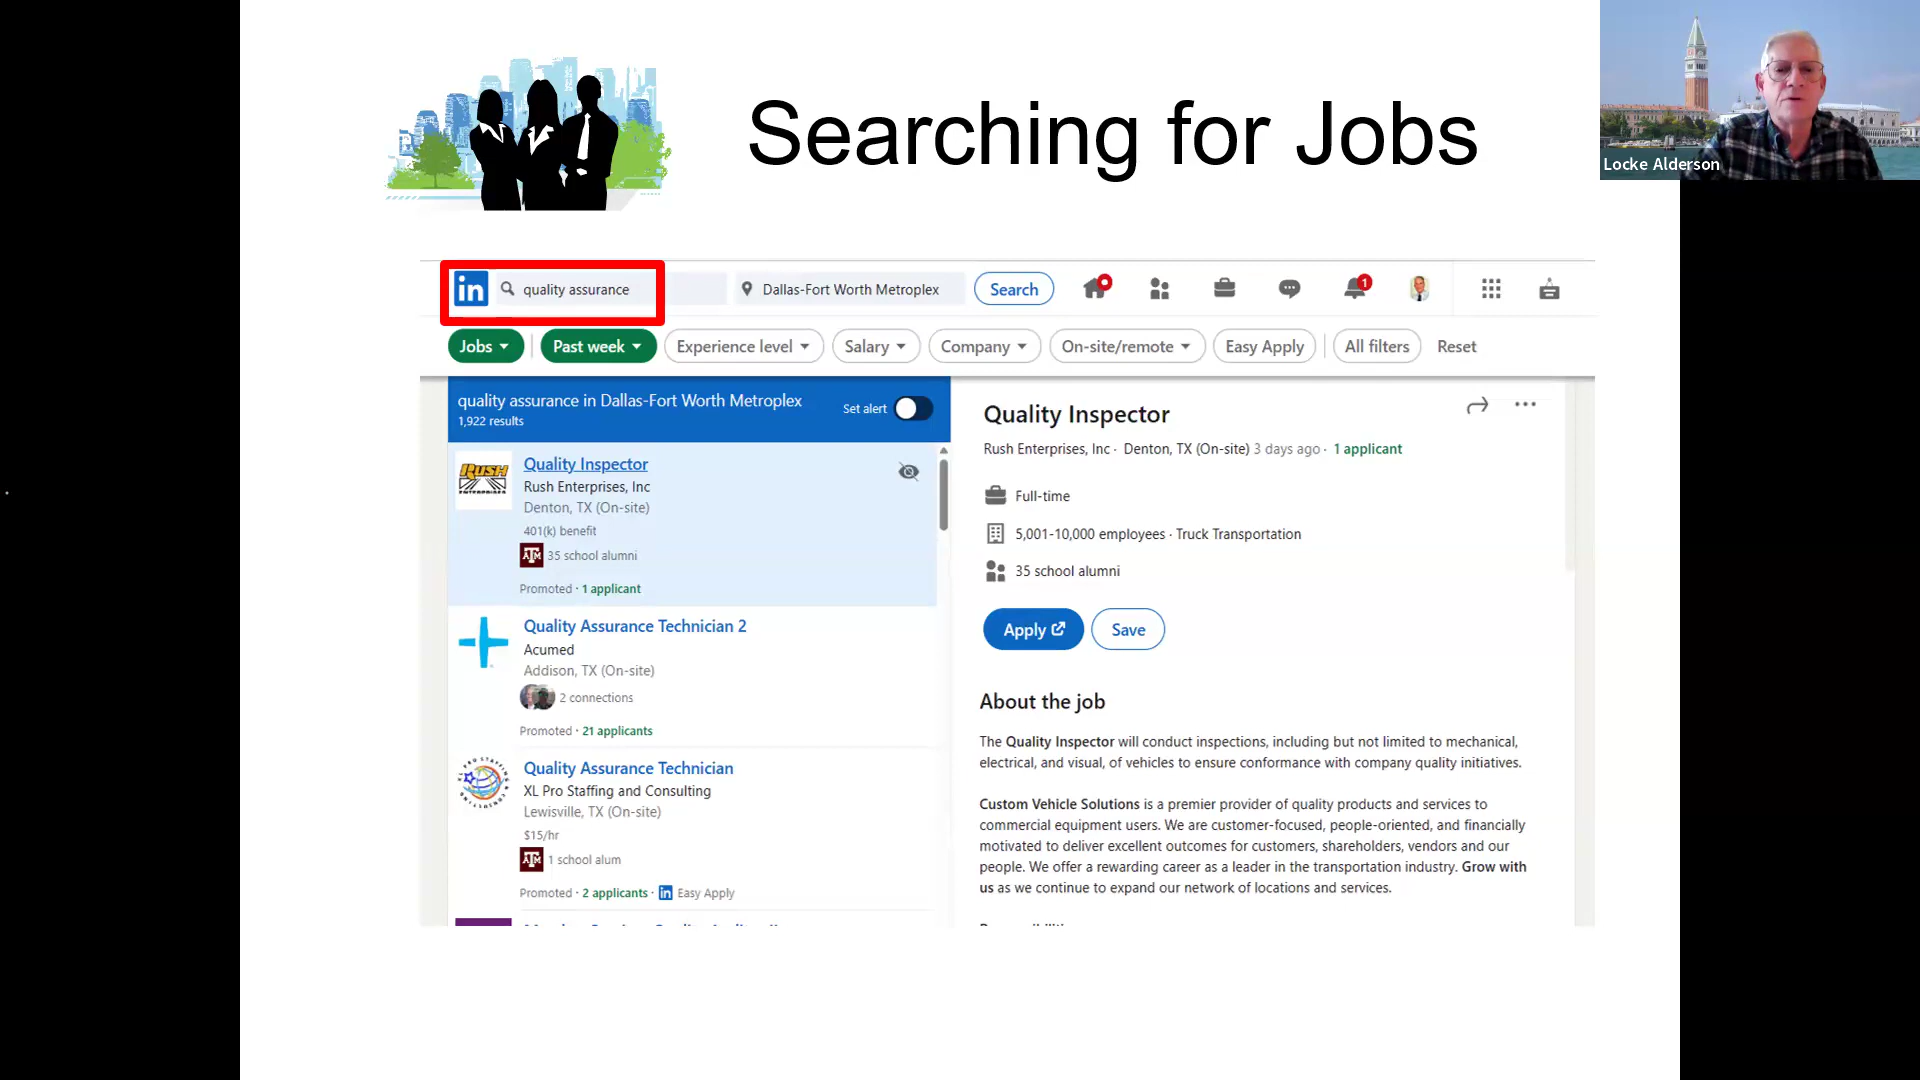 Searching for Jobs
Locke Alderson
in quality assurance
Dallas-Fort Worth Metroplex
Search
1
Jobs
Past week
Experience level
Salary
Company
On-site/remote
Easy Apply
All filters
Reset
quality assurance in Dallas-Fort Worth Metroplex
1,922 results
Set alert
RUSH
ENTERPRISES
Quality Inspector
Rush Enterprises, Inc
Denton, TX (On-site)
401(k) benefit
ATM 35 school alumni
Promoted · 1 applicant
Quality Assurance Technician 2
Acumed
Addison, TX (On-site)
2 connections
Promoted · 21 applicants
Quality Assurance Technician
XL Pro Staffing and Consulting
Lewisville, TX (On-site)
$15/hr
ATM 1 school alum
Promoted · 2 applicants · in Easy Apply
Quality Inspector
Rush Enterprises, Inc · Denton, TX (On-site) 3 days ago · 1 applicant
Full-time
5,001-10,000 employees · Truck Transportation
35 school alumni
Apply
Save
About the job
The Quality Inspector will conduct inspections, including but not limited to mechanical,
electrical, and visual, of vehicles to ensure conformance with company quality initiatives.
Custom Vehicle Solutions is a premier provider of quality products and services to
commercial equipment users. We are customer-focused, people-oriented, and financially
motivated to deliver excellent outcomes for customers, shareholders, vendors and our
people. We offer a rewarding career as a leader in the transportation industry. Grow with
us as we continue to expand our network of locations and services.